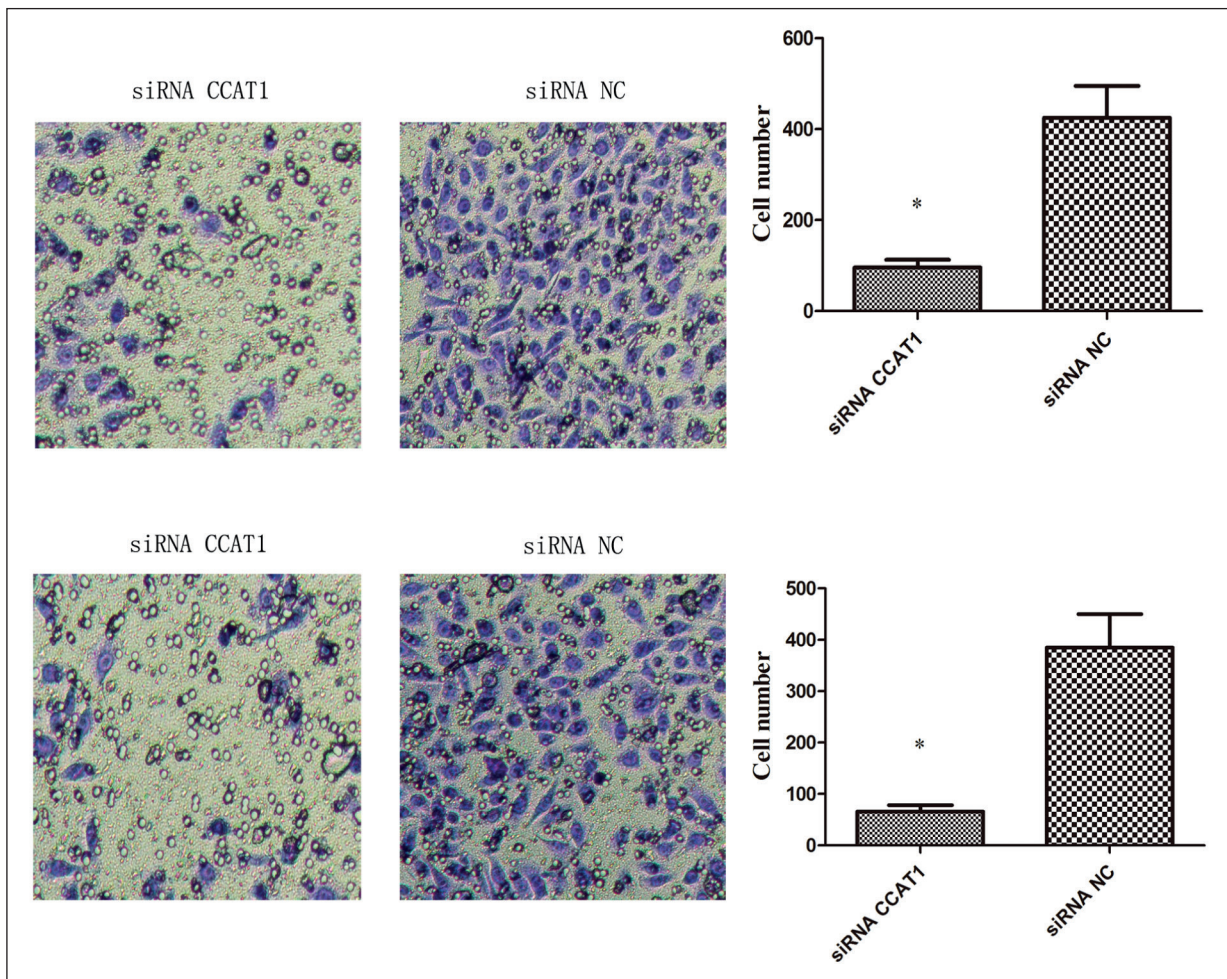 siRNA CCAT1
siRNA NC
Cell number
600
400
200
0
*
siRNA CCAT1
siRNA NC
siRNA CCAT1
siRNA NC
Cell number
500
400
300
200
100
0
*
siRNA CCAT1
siRNA NC